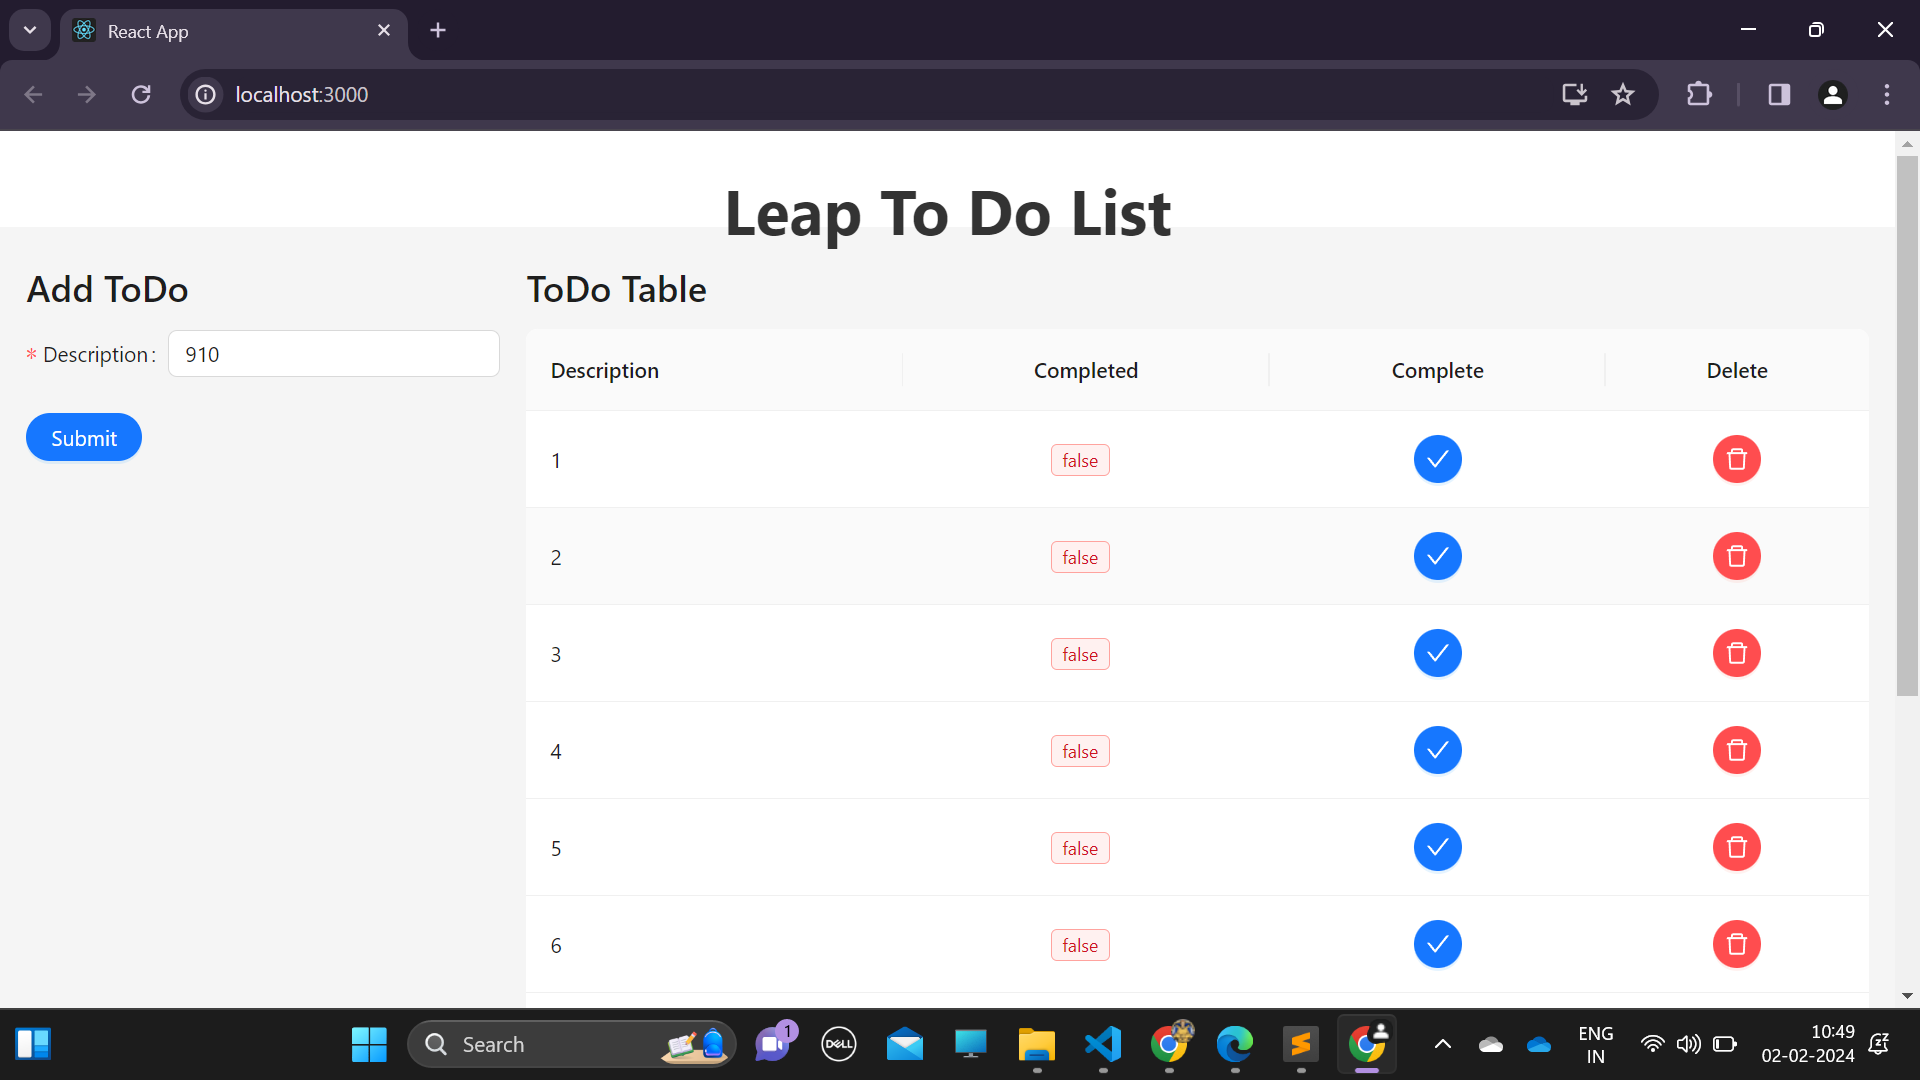 React App
localhost:3000
Leap To Do List
Add ToDo
* Description: 910
Submit
ToDo Table
Description Completed Complete Delete
1 false
2 false
3 false
4 false
5 false
6 false
Search
1
DELL
ENG
IN
10:49
02-02-2024